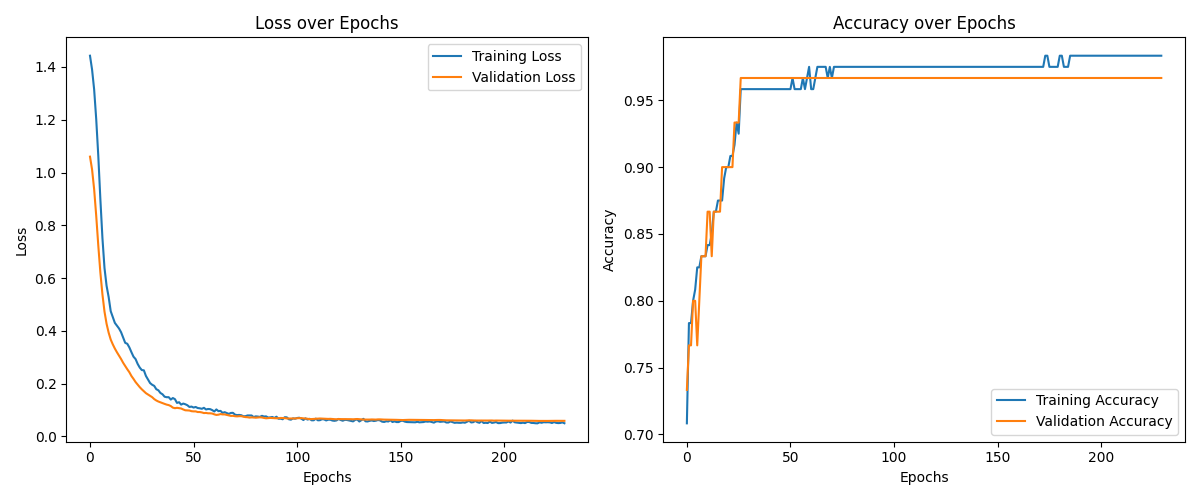 Loss over Epochs
Training Loss
Validation Loss
1.4
1.2
1.0
0.8
0.6
0.4
0.2
0.0
Loss
0 50 100 150 200
Epochs
Accuracy over Epochs
0.95
0.90
0.85
0.80
0.75
0.70
Accuracy
Training Accuracy
Validation Accuracy
0 50 100 150 200
Epochs